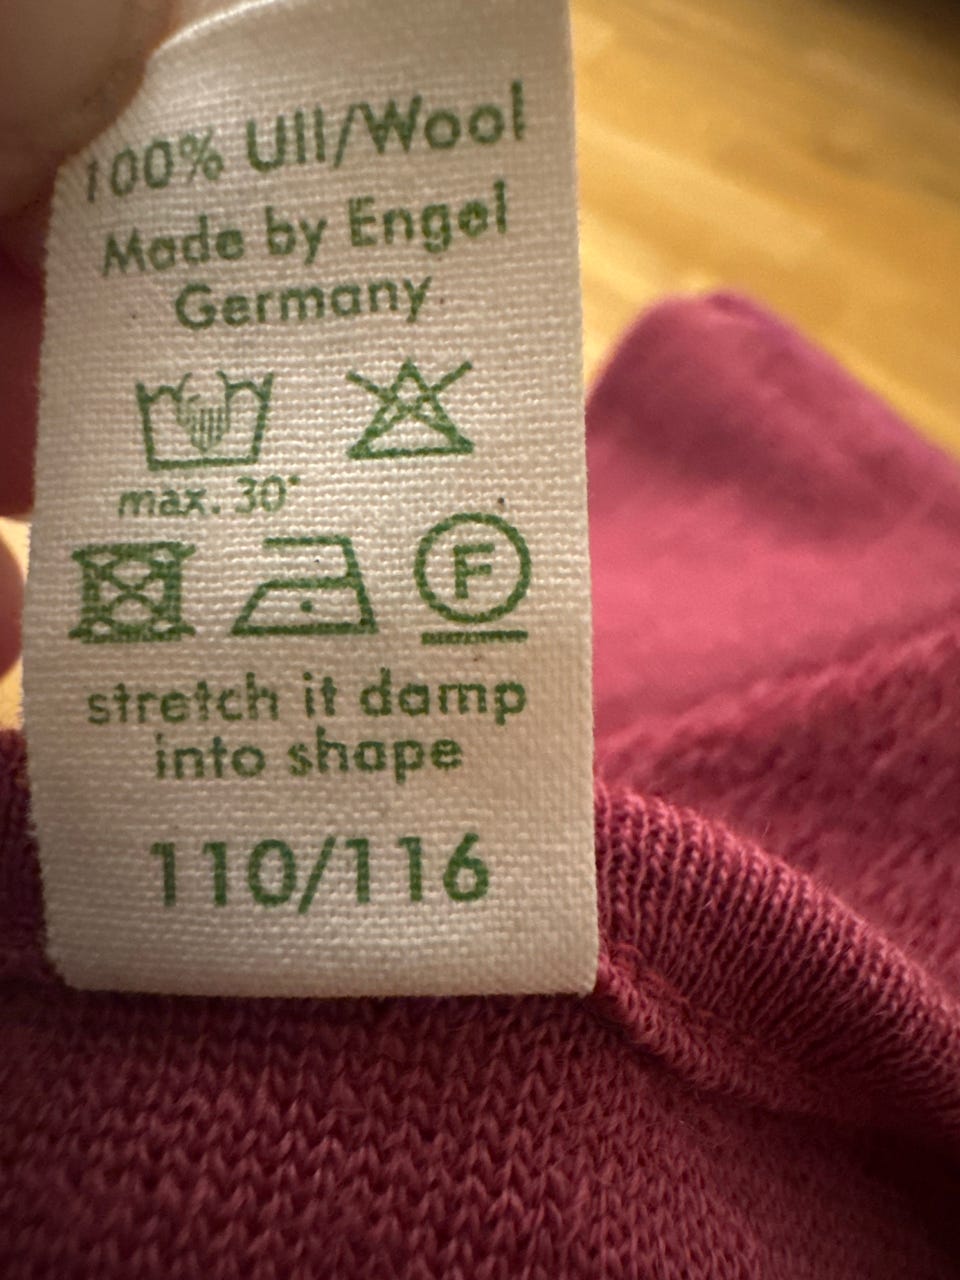 100% Ull/Wool
Made by Engel
Germany
max. 30°
F
stretch it damp
into shape
110/116